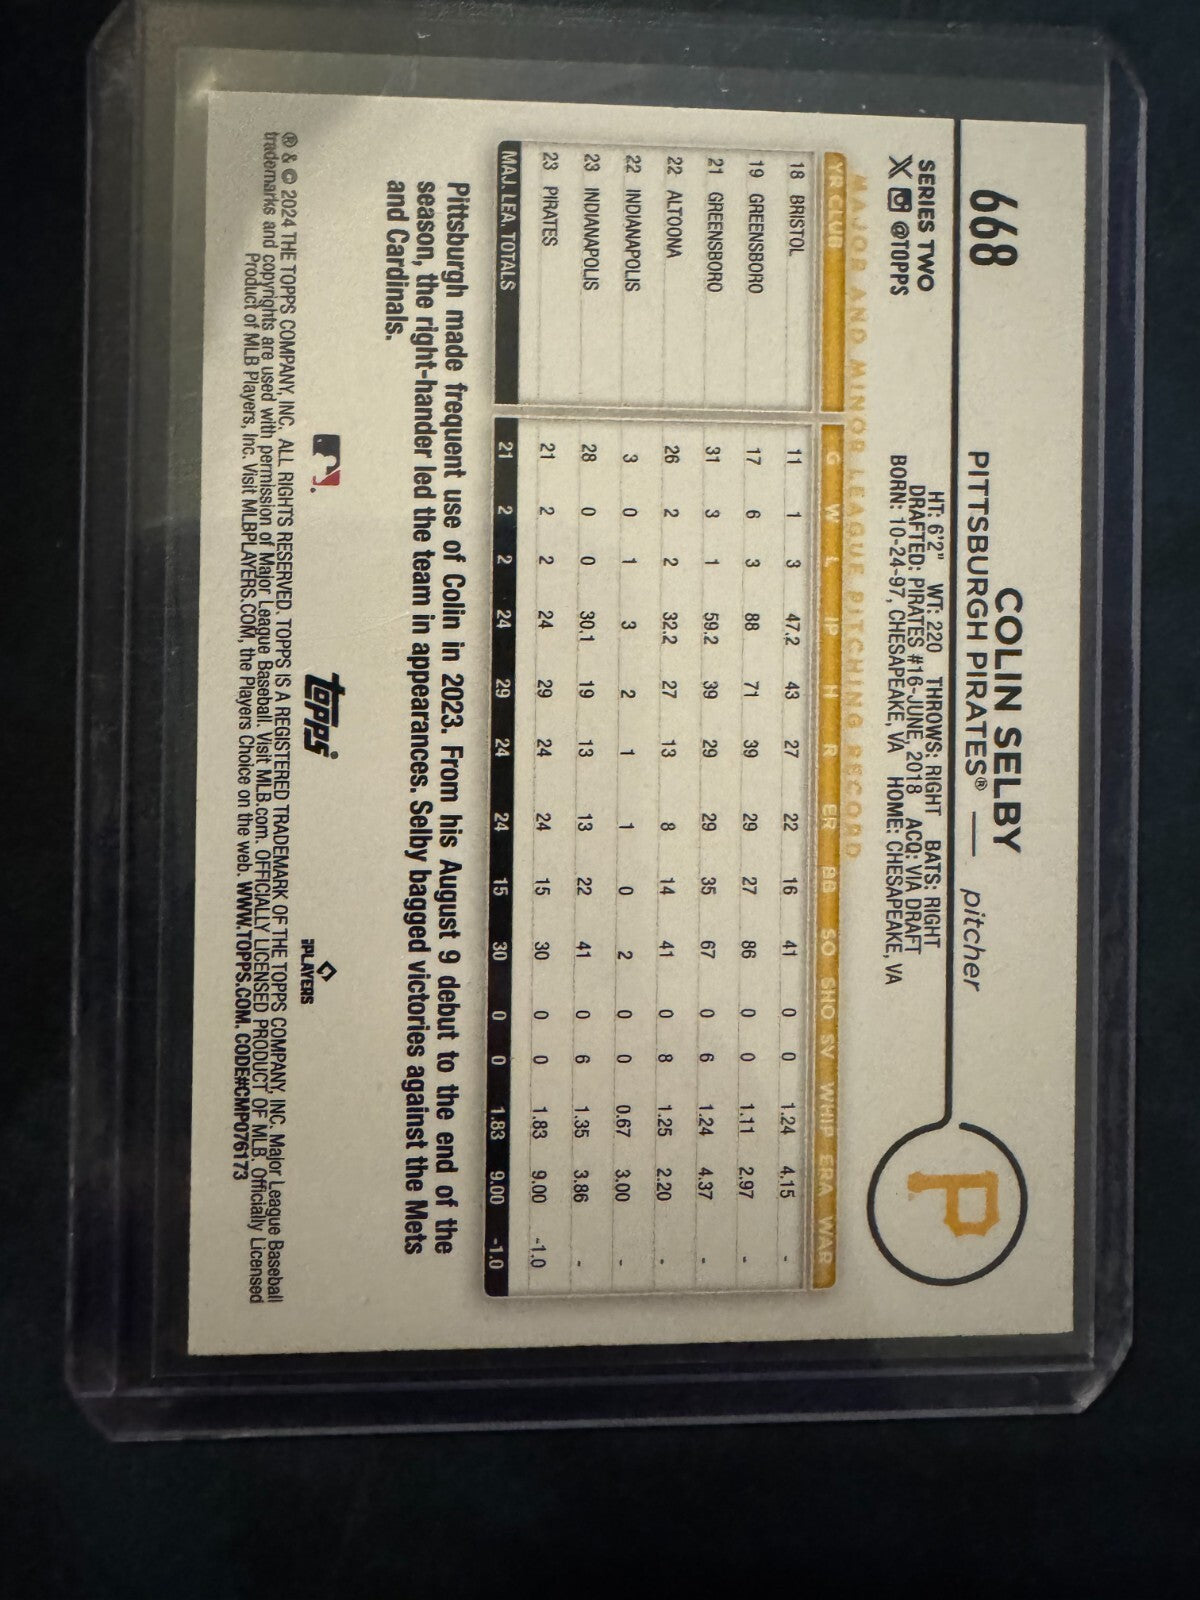 668
COLIN SELBY
PITTSBURGH PIRATES® — pitcher
P
SERIES TWO
@TOPPS
HT: 6'2" WT: 220 THROWS: RIGHT BATS: RIGHT
DRAFTED: PIRATES #16-JUNE, 2018 ACQ: VIA DRAFT
BORN: 10-24-97, CHESAPEAKE, VA HOME: CHESAPEAKE, VA
MAJOR AND MINOR LEAGUE PITCHING RECORD
YR CLUB G W L IP H R ER BB SO SHO SV WHIP ERA WAR
18 BRISTOL 11 1 3 47.2 43 27 22 16 41 0 0 1.24 4.15 -
19 GREENSBORO 17 6 3 88 71 39 29 27 86 0 0 1.11 2.97 -
21 GREENSBORO 31 3 1 59.2 39 29 29 35 67 0 6 1.24 4.37 -
22 ALTOONA 26 2 2 32.2 27 13 8 14 41 0 8 1.25 2.20 -
22 INDIANAPOLIS 3 0 1 3 2 1 1 0 2 0 0 0.67 3.00 -
23 INDIANAPOLIS 28 0 0 30.1 19 13 13 22 41 0 6 1.35 3.86 -
23 PIRATES 21 2 2 24 29 24 24 15 30 0 0 1.83 9.00 -1.0
MAJ. LEA. TOTALS 21 2 2 24 29 24 24 15 30 0 0 1.83 9.00 -1.0
Pittsburgh made frequent use of Colin in 2023. From his August 9 debut to the end of the
season, the right-hander led the team in appearances. Selby bagged victories against the Mets
and Cardinals.
topps®
PLAYERS
® & © 2024 THE TOPPS COMPANY, INC. ALL RIGHTS RESERVED. TOPPS IS A REGISTERED TRADEMARK OF THE TOPPS COMPANY, INC. Major League Baseball
trademarks and copyrights are used with permission of Major League Baseball. Visit MLB.com. OFFICIALLY LICENSED PRODUCT OF MLB. Officially Licensed
Product of MLB Players, Inc. Visit MLBPLAYERS.COM, the Players Choice on the web. WWW.TOPPS.COM. CODE#CMP076173